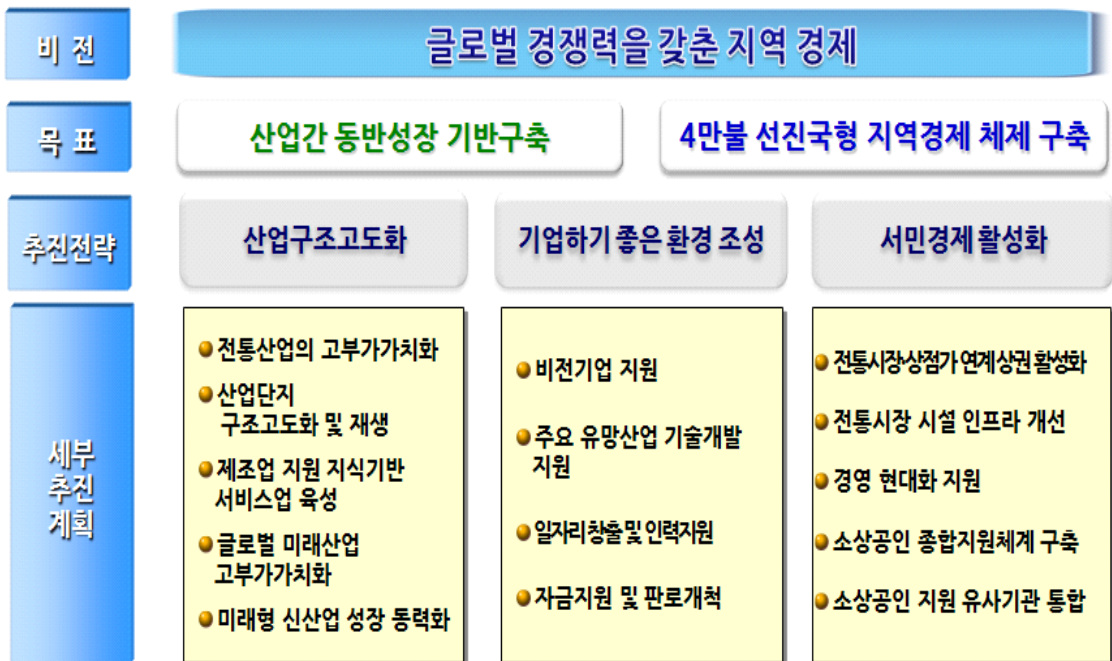 비 전
글로벌 경쟁력을 갖춘 지역 경제
목 표
산업간 동반성장 기반구축
4만불 선진국형 지역경제 체제 구축
추진전략
산업구조고도화
기업하기 좋은 환경 조성
서민경제 활성화
세부
추진
계획
전통산업의 고부가가치화
산업단지
구조고도화 및 재생
제조업 지원 지식기반
서비스업 육성
글로벌 미래산업
고부가가치화
미래형 신산업 성장 동력화
비전기업 지원
주요 유망산업 기술개발
지원
일자리 창출 및 인력지원
자금지원 및 판로개척
전통시장·상점가 연계 상권 활성화
전통시장 시설 인프라 개선
경영 현대화 지원
소상공인 종합지원체계 구축
소상공인 지원 유사기관 통합